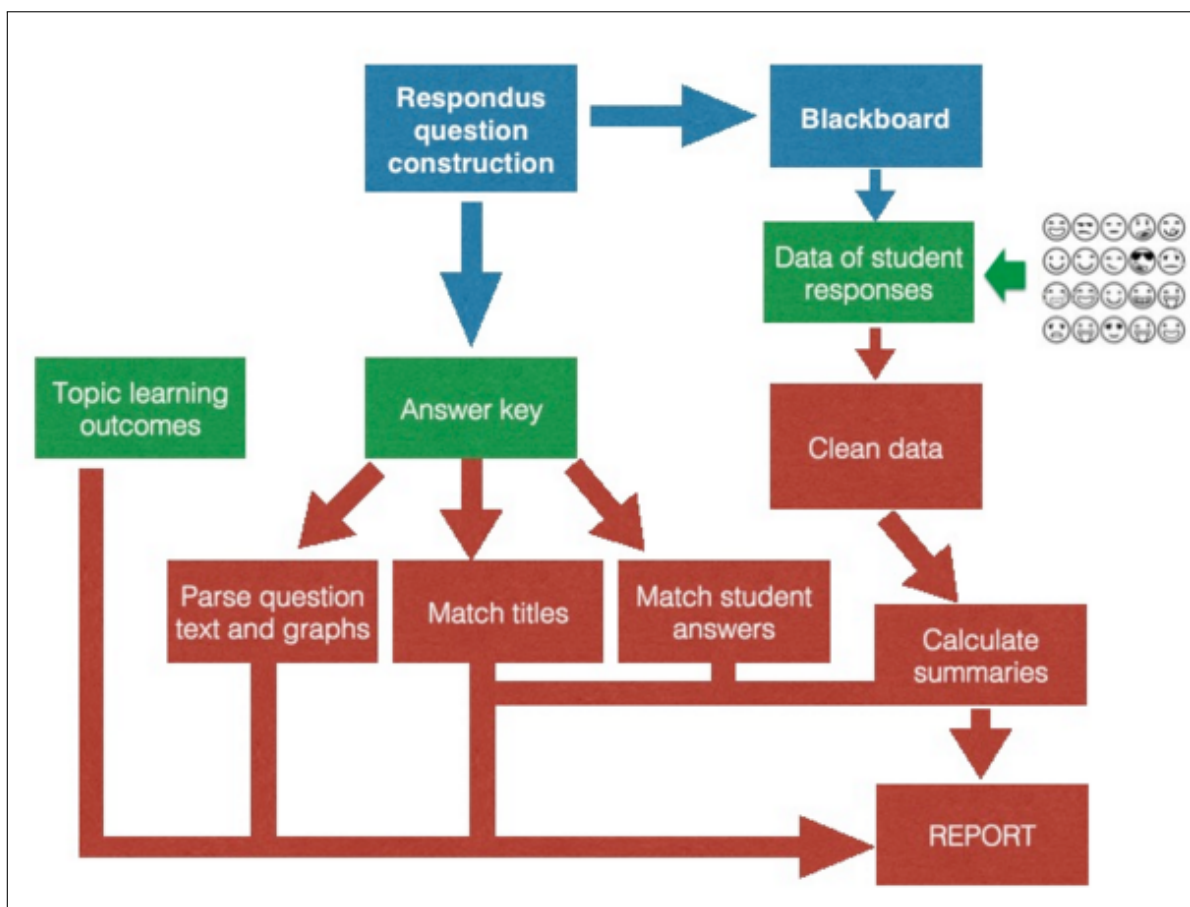 Respondus
question
construction
Blackboard
Data of student
responses
Topic learning
outcomes
Answer key
Clean data
Parse question
text and graphs
Match titles
Match student
answers
Calculate
summaries
REPORT